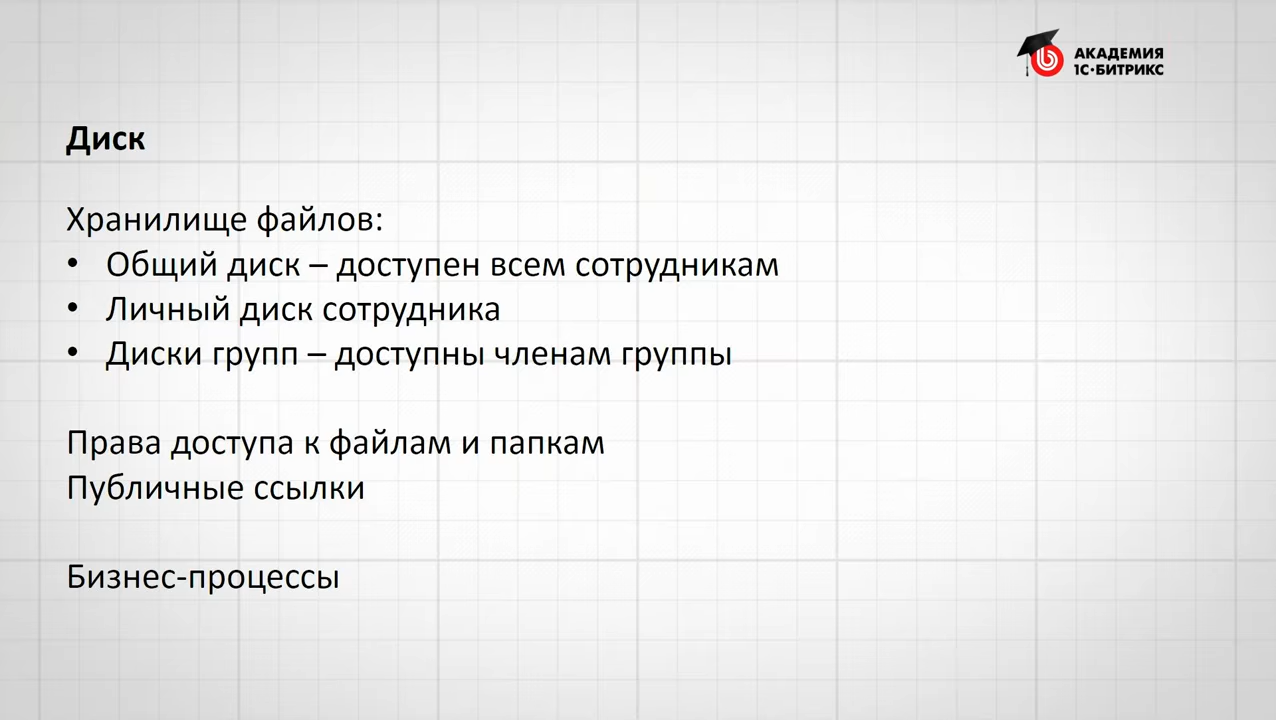 АКАДЕМИЯ
1С-БИТРИКС
Диск
Хранилище файлов:
• Общий диск – доступен всем сотрудникам
• Личный диск сотрудника
• Диски групп – доступны членам группы
Права доступа к файлам и папкам
Публичные ссылки
Бизнес-процессы